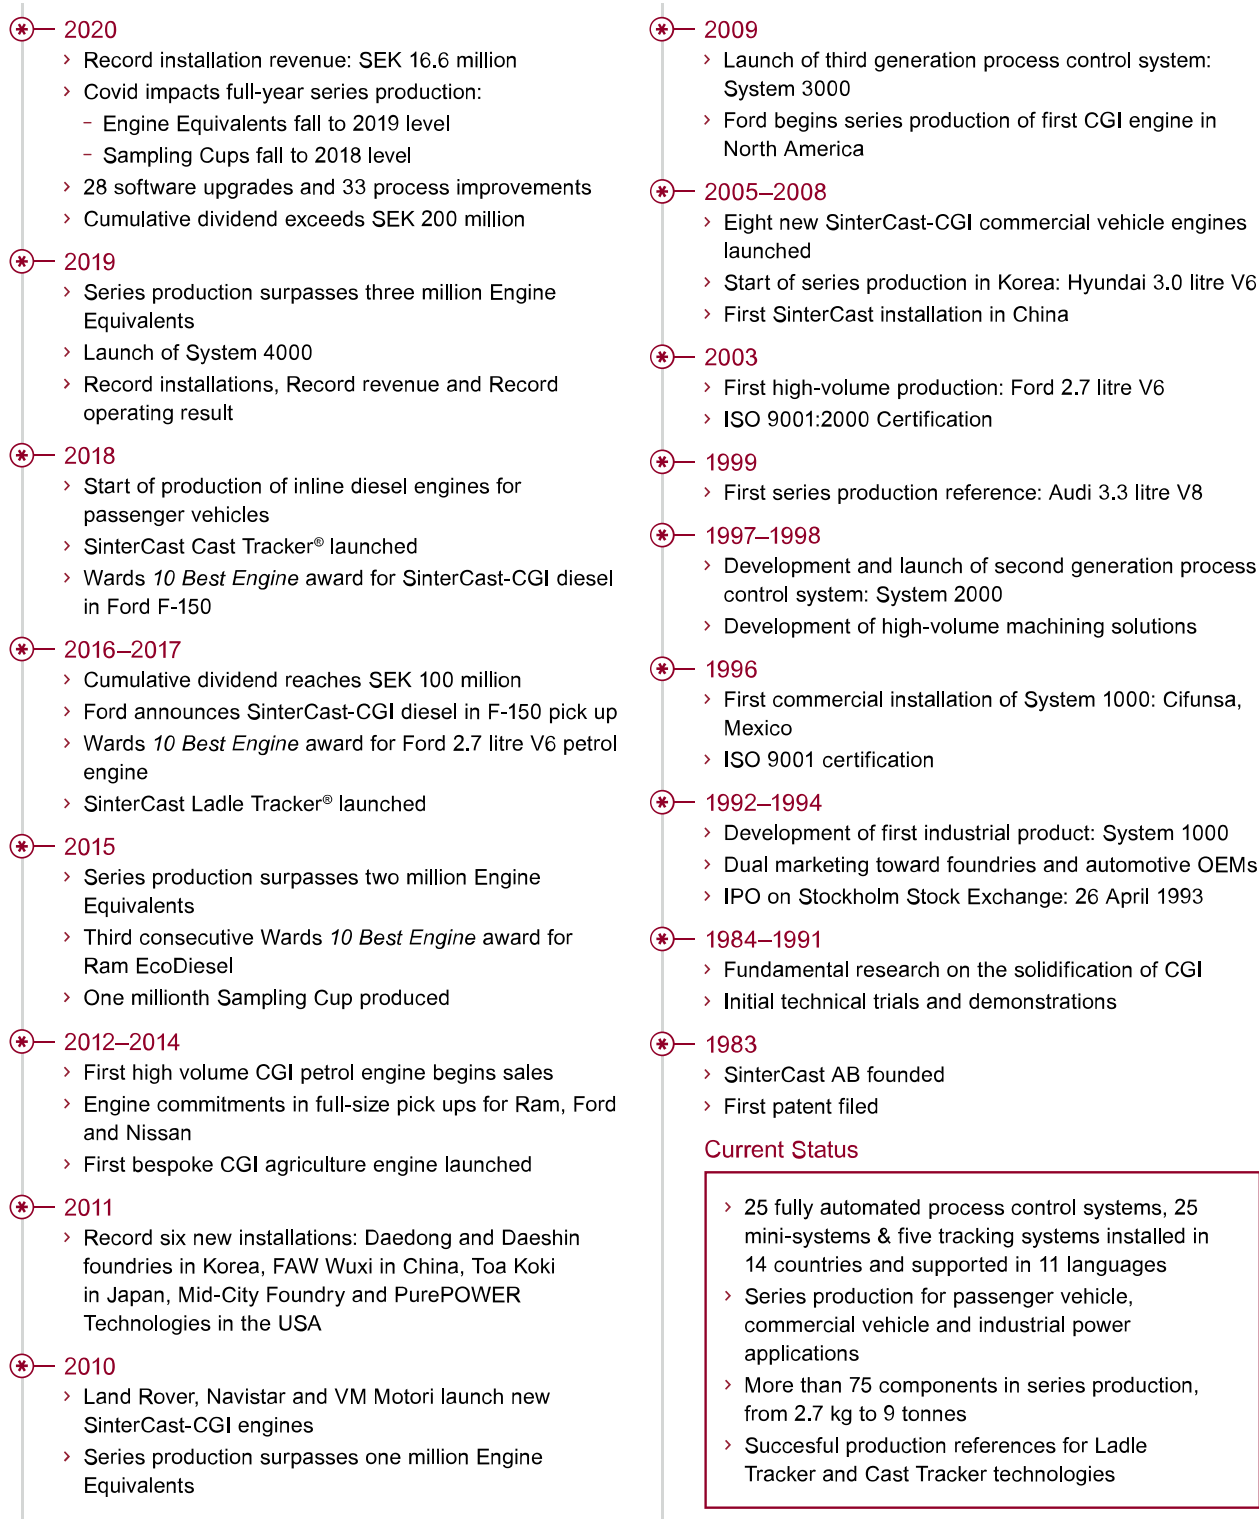 2020
› Record installation revenue: SEK 16.6 million
› Covid impacts full-year series production:
– Engine Equivalents fall to 2019 level
– Sampling Cups fall to 2018 level
› 28 software upgrades and 33 process improvements
› Cumulative dividend exceeds SEK 200 million
2019
› Series production surpasses three million Engine
Equivalents
› Launch of System 4000
› Record installations, Record revenue and Record
operating result
2018
› Start of production of inline diesel engines for
passenger vehicles
› SinterCast Cast Tracker® launched
› Wards 10 Best Engine award for SinterCast-CGI diesel
in Ford F-150
2016–2017
› Cumulative dividend reaches SEK 100 million
› Ford announces SinterCast-CGI diesel in F-150 pick up
› Wards 10 Best Engine award for Ford 2.7 litre V6 petrol
engine
› SinterCast Ladle Tracker® launched
2015
› Series production surpasses two million Engine
Equivalents
› Third consecutive Wards 10 Best Engine award for
Ram EcoDiesel
› One millionth Sampling Cup produced
2012–2014
› First high volume CGI petrol engine begins sales
› Engine commitments in full-size pick ups for Ram, Ford
and Nissan
› First bespoke CGI agriculture engine launched
2011
› Record six new installations: Daedong and Daeshin
foundries in Korea, FAW Wuxi in China, Toa Koki
in Japan, Mid-City Foundry and PurePOWER
Technologies in the USA
2010
› Land Rover, Navistar and VM Motori launch new
SinterCast-CGI engines
› Series production surpasses one million Engine
Equivalents
2009
› Launch of third generation process control system:
System 3000
› Ford begins series production of first CGI engine in
North America
2005–2008
› Eight new SinterCast-CGI commercial vehicle engines
launched
› Start of series production in Korea: Hyundai 3.0 litre V6
› First SinterCast installation in China
2003
› First high-volume production: Ford 2.7 litre V6
› ISO 9001:2000 Certification
1999
› First series production reference: Audi 3.3 litre V8
1997–1998
› Development and launch of second generation process
control system: System 2000
› Development of high-volume machining solutions
1996
› First commercial installation of System 1000: Cifunsa,
Mexico
› ISO 9001 certification
1992–1994
› Development of first industrial product: System 1000
› Dual marketing toward foundries and automotive OEMs
› IPO on Stockholm Stock Exchange: 26 April 1993
1984–1991
› Fundamental research on the solidification of CGI
› Initial technical trials and demonstrations
1983
› SinterCast AB founded
› First patent filed
Current Status
› 25 fully automated process control systems, 25
mini-systems & five tracking systems installed in
14 countries and supported in 11 languages
› Series production for passenger vehicle,
commercial vehicle and industrial power
applications
› More than 75 components in series production,
from 2.7 kg to 9 tonnes
› Succesful production references for Ladle
Tracker and Cast Tracker technologies